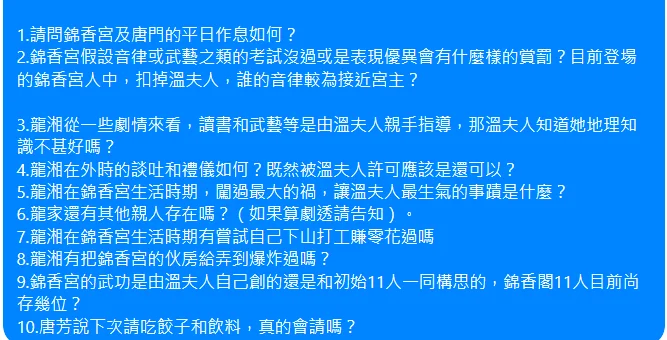 1.請問錦香宮及唐門的平日作息如何？
2.錦香宮假設音律或武藝之類的考試沒過或是表現優異會有什麼樣的賞罰？目前登場
的錦香宮人中，扣掉溫夫人，誰的音律較為接近宮主？
3.龍湘從一些劇情來看，讀書和武藝等是由溫夫人親手指導，那溫夫人知道她地理知
識不甚好嗎？
4.龍湘在外時的談吐和禮儀如何？既然被溫夫人許可應該是還可以？
5.龍湘在錦香宮生活時期，闖過最大的禍，讓溫夫人最生氣的事蹟是什麼？
6.龍家還有其他親人存在嗎？（如果算劇透請告知）。
7.龍湘在錦香宮生活時期有嘗試自己下山打工賺零花過嗎
8.龍湘有把錦香宮的伙房給弄到爆炸過嗎？
9.錦香宮的武功是由溫夫人自己創的還是和初始11人一同構思的，錦香閣11人目前尚
存幾位？
10.唐芳說下次請吃餃子和飲料，真的會請嗎？